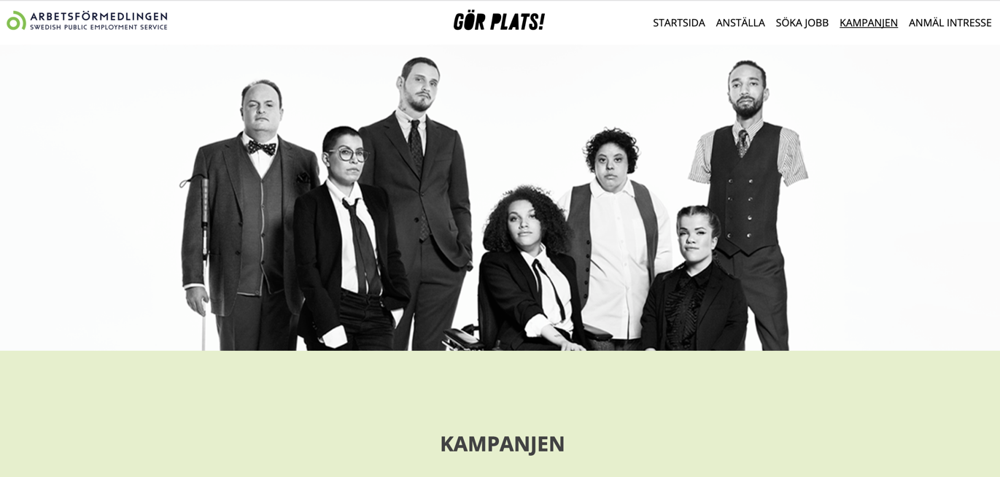 ARBETSFÖRMEDLINGEN
SWEDISH PUBLIC EMPLOYMENT SERVICE
GÖR PLATS!
STARTSIDA ANSTÄLLA SÖKA JOBB KAMPANJEN ANMÄL INTRESSE
KAMPANJEN